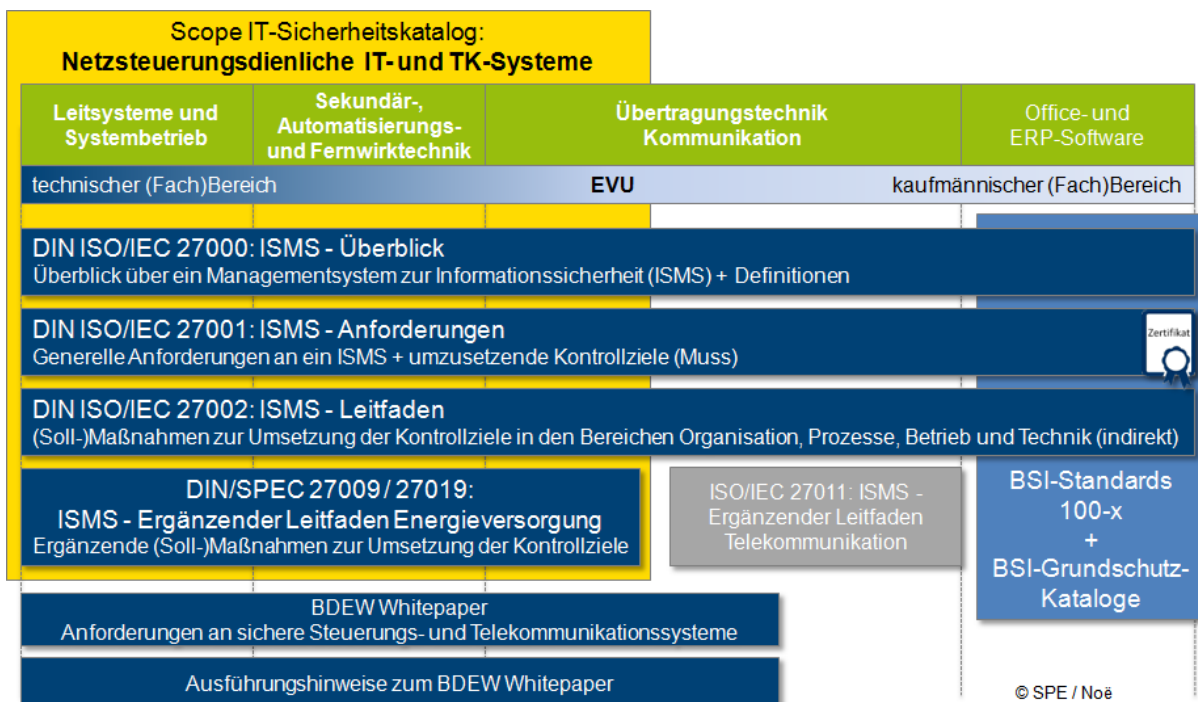 Scope IT-Sicherheitskatalog:
Netzsteuerungsdienliche IT- und TK-Systeme
Leitsysteme und
Systembetrieb
Sekundär-,
Automatisierungs-
und Fernwirktechnik
Übertragungstechnik
Kommunikation
Office- und
ERP-Software
technischer (Fach)Bereich
EVU
kaufmännischer (Fach)Bereich
DIN ISO/IEC 27000: ISMS - Überblick
Überblick über ein Managementsystem zur Informationssicherheit (ISMS) + Definitionen
DIN ISO/IEC 27001: ISMS - Anforderungen
Generelle Anforderungen an ein ISMS + umzusetzende Kontrollziele (Muss)
Zertifikat
DIN ISO/IEC 27002: ISMS - Leitfaden
(Soll-)Maßnahmen zur Umsetzung der Kontrollziele in den Bereichen Organisation, Prozesse, Betrieb und Technik (indirekt)
DIN/SPEC 27009 / 27019:
ISMS - Ergänzender Leitfaden Energieversorgung
Ergänzende (Soll-)Maßnahmen zur Umsetzung der Kontrollziele
ISO/IEC 27011: ISMS -
Ergänzender Leitfaden
Telekommunikation
BSI-Standards
100-x
+
BSI-Grundschutz-
Kataloge
BDEW Whitepaper
Anforderungen an sichere Steuerungs- und Telekommunikationssysteme
Ausführungshinweise zum BDEW Whitepaper
© SPE / Noë